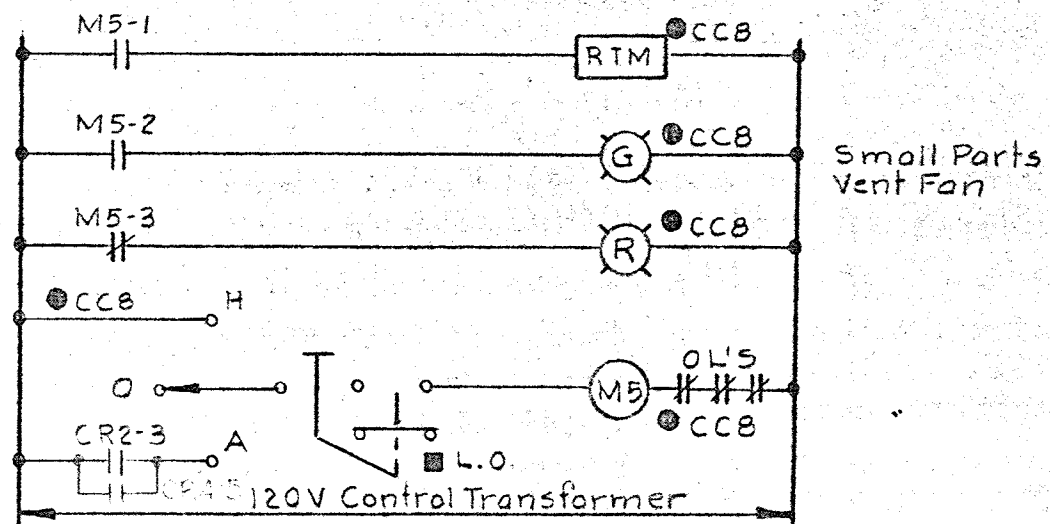 M5-1
RTM
CC8
M5-2
G
CC8
Small Parts
Vent Fan
M5-3
R
CC8
CC8
H
O
M5
OL'S
CC8
CR2-3
A
L.O.
120V Control Transformer